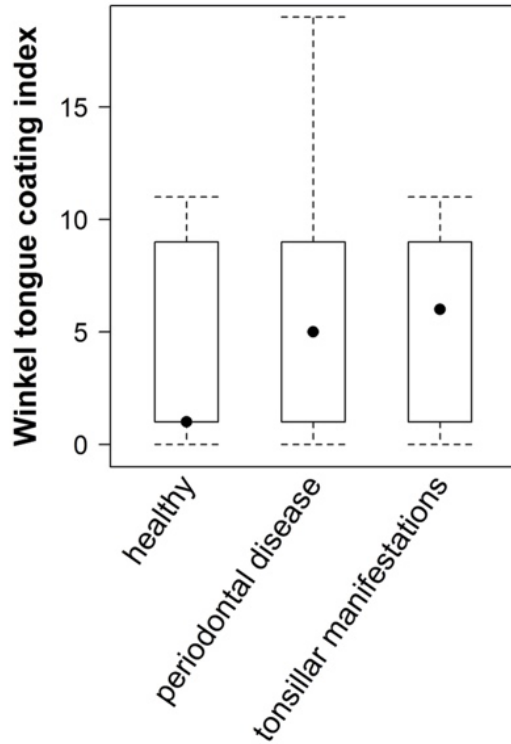 Winkel tongue coating index
15
10
5
0
healthy
periodontal disease
tonsillar manifestations